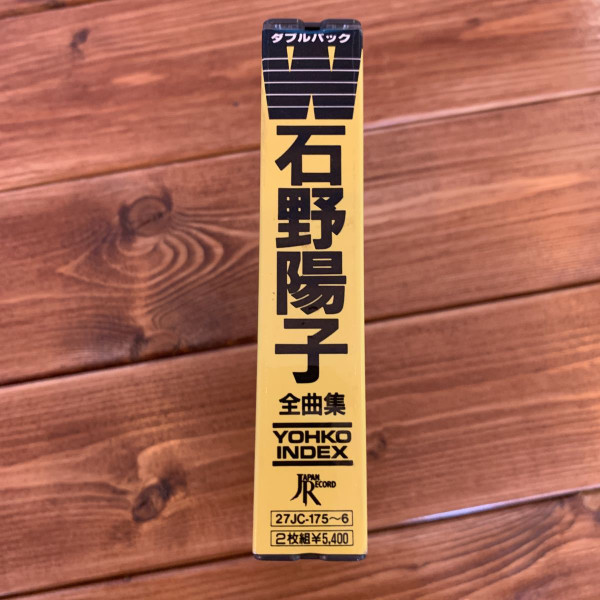 ダブルパック
W
石野陽子
全曲集
YOHKO
INDEX
JAPAN
RECORD
27JC-175〜6
2枚組¥5,400